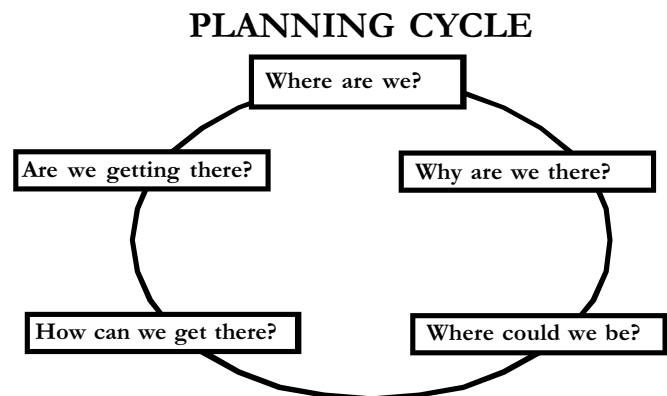 PLANNING CYCLE
Where are we?
Are we getting there?
Why are we there?
How can we get there?
Where could we be?